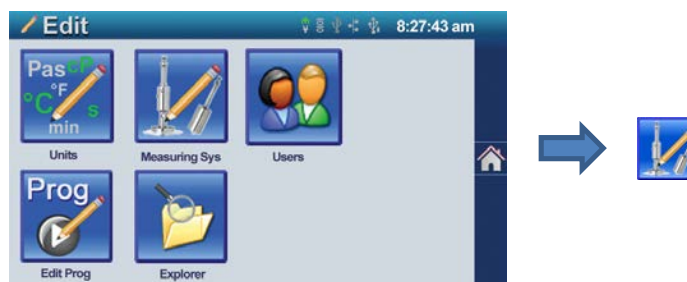 Edit 8:27:43 am
Pas cP
°C °F s
min
Units Measuring Sys Users
Prog
Edit Prog Explorer